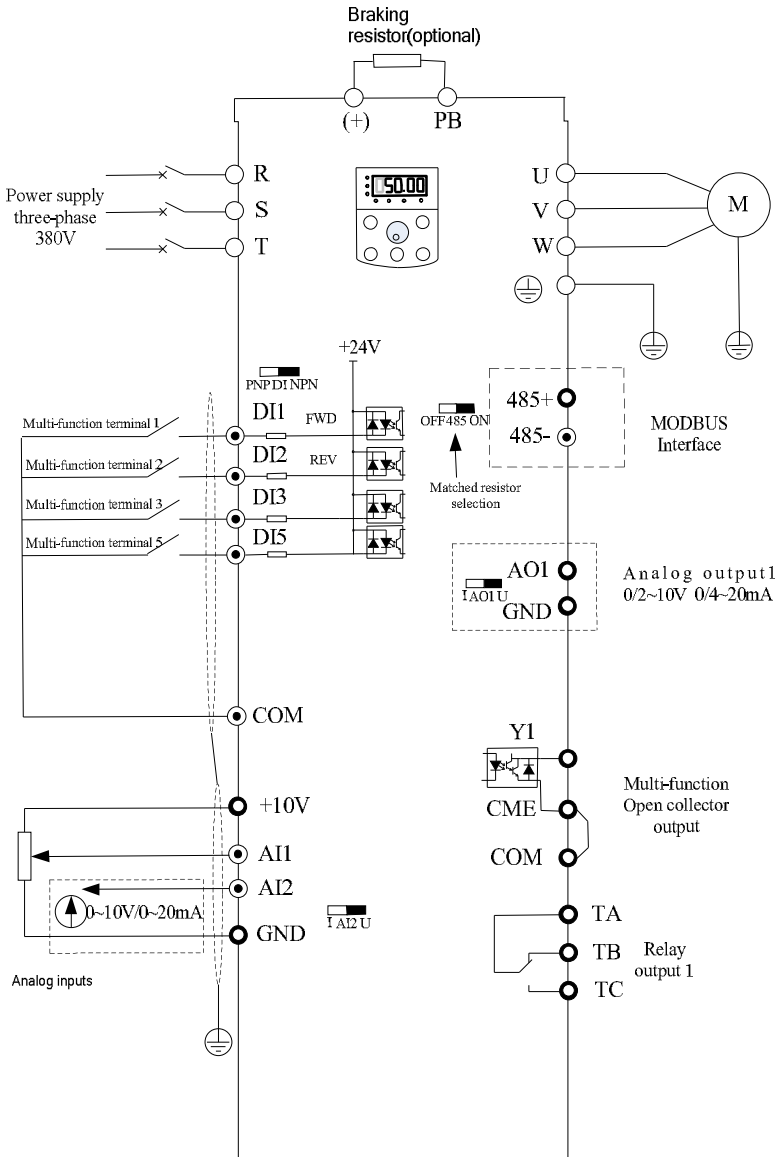 Braking
resistor(optional)
(+)
PB
R
S
T
Power supply
three-phase
380V
50.00
U
V
W
M
+24V
PNP DI NPN
DI1
FWD
Multi-function terminal 1
DI2
REV
Multi-function terminal 2
DI3
Multi-function terminal 3
DI5
Multi-function terminal 5
OFF485 ON
Matched resistor
selection
485+
485-
MODBUS
Interface
AO1
GND
I AO1 U
Analog output1
0/2~10V 0/4~20mA
COM
Y1
CME
COM
Multi-function
Open collector
output
+10V
AI1
AI2
0~10V/0~20mA
GND
I AI2 U
Analog inputs
TA
TB
TC
Relay
output 1